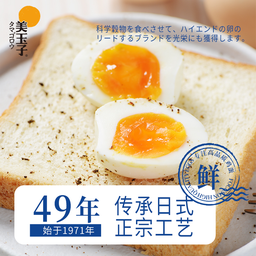 美玉子
タマゴロウ
科学穀物を食べさせて、ハイエンドの卵の
リードするブランドを光栄にも獲得します。
鲜
49年
始于1971年
传承日式
正宗工艺